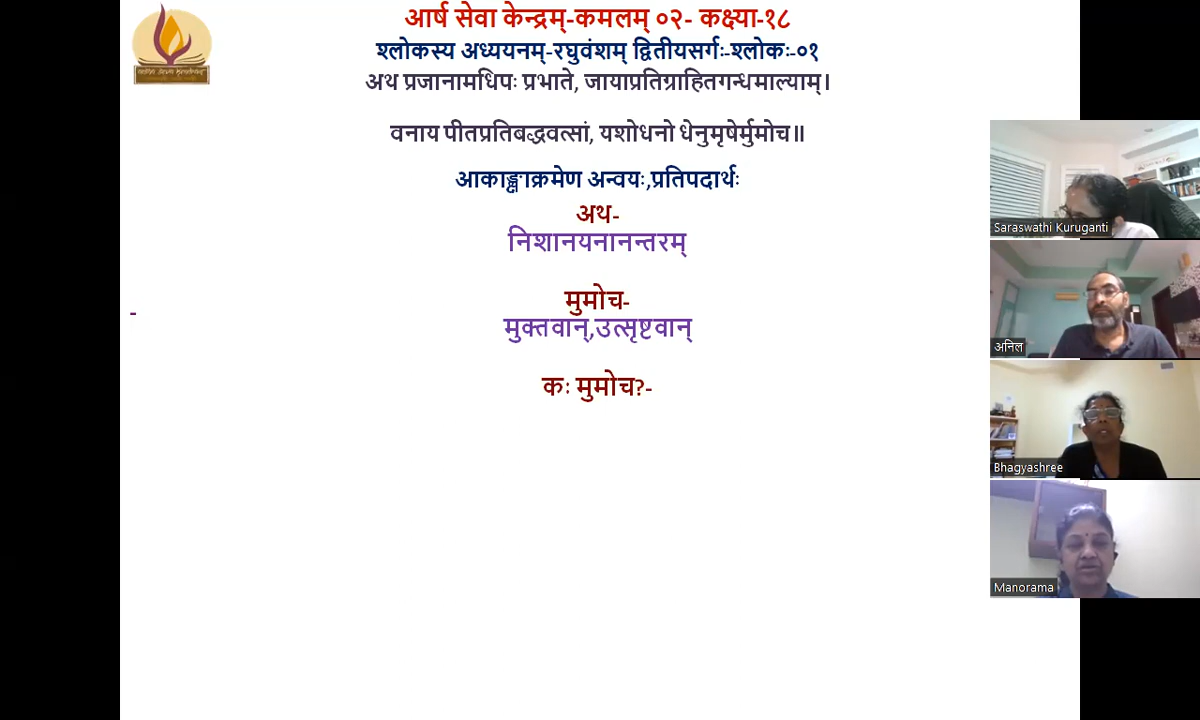 आर्ष सेवा केन्द्रम्-कमलम् ०२- कक्ष्या-१८
श्लोकस्य अध्ययनम्-रघुवंशम् द्वितीयसर्गः-श्लोकः-०१
अथ प्रजानामधिपः प्रभाते, जायाप्रतिग्राहितगन्धमाल्याम्।
वनाय पीतप्रतिबद्धवत्सां, यशोधनो धेनुमृषेर्मुमोच॥
आकाङ्क्षाक्रमेण अन्वयः,प्रतिपदार्थः
अथ-
निशानयनानन्तरम्
मुमोच-
-
मुक्तवान्,उत्सृष्टवान्
कः मुमोच?-
Saraswathi Kuruganti
अनिल
Bhagyashree
Manorama